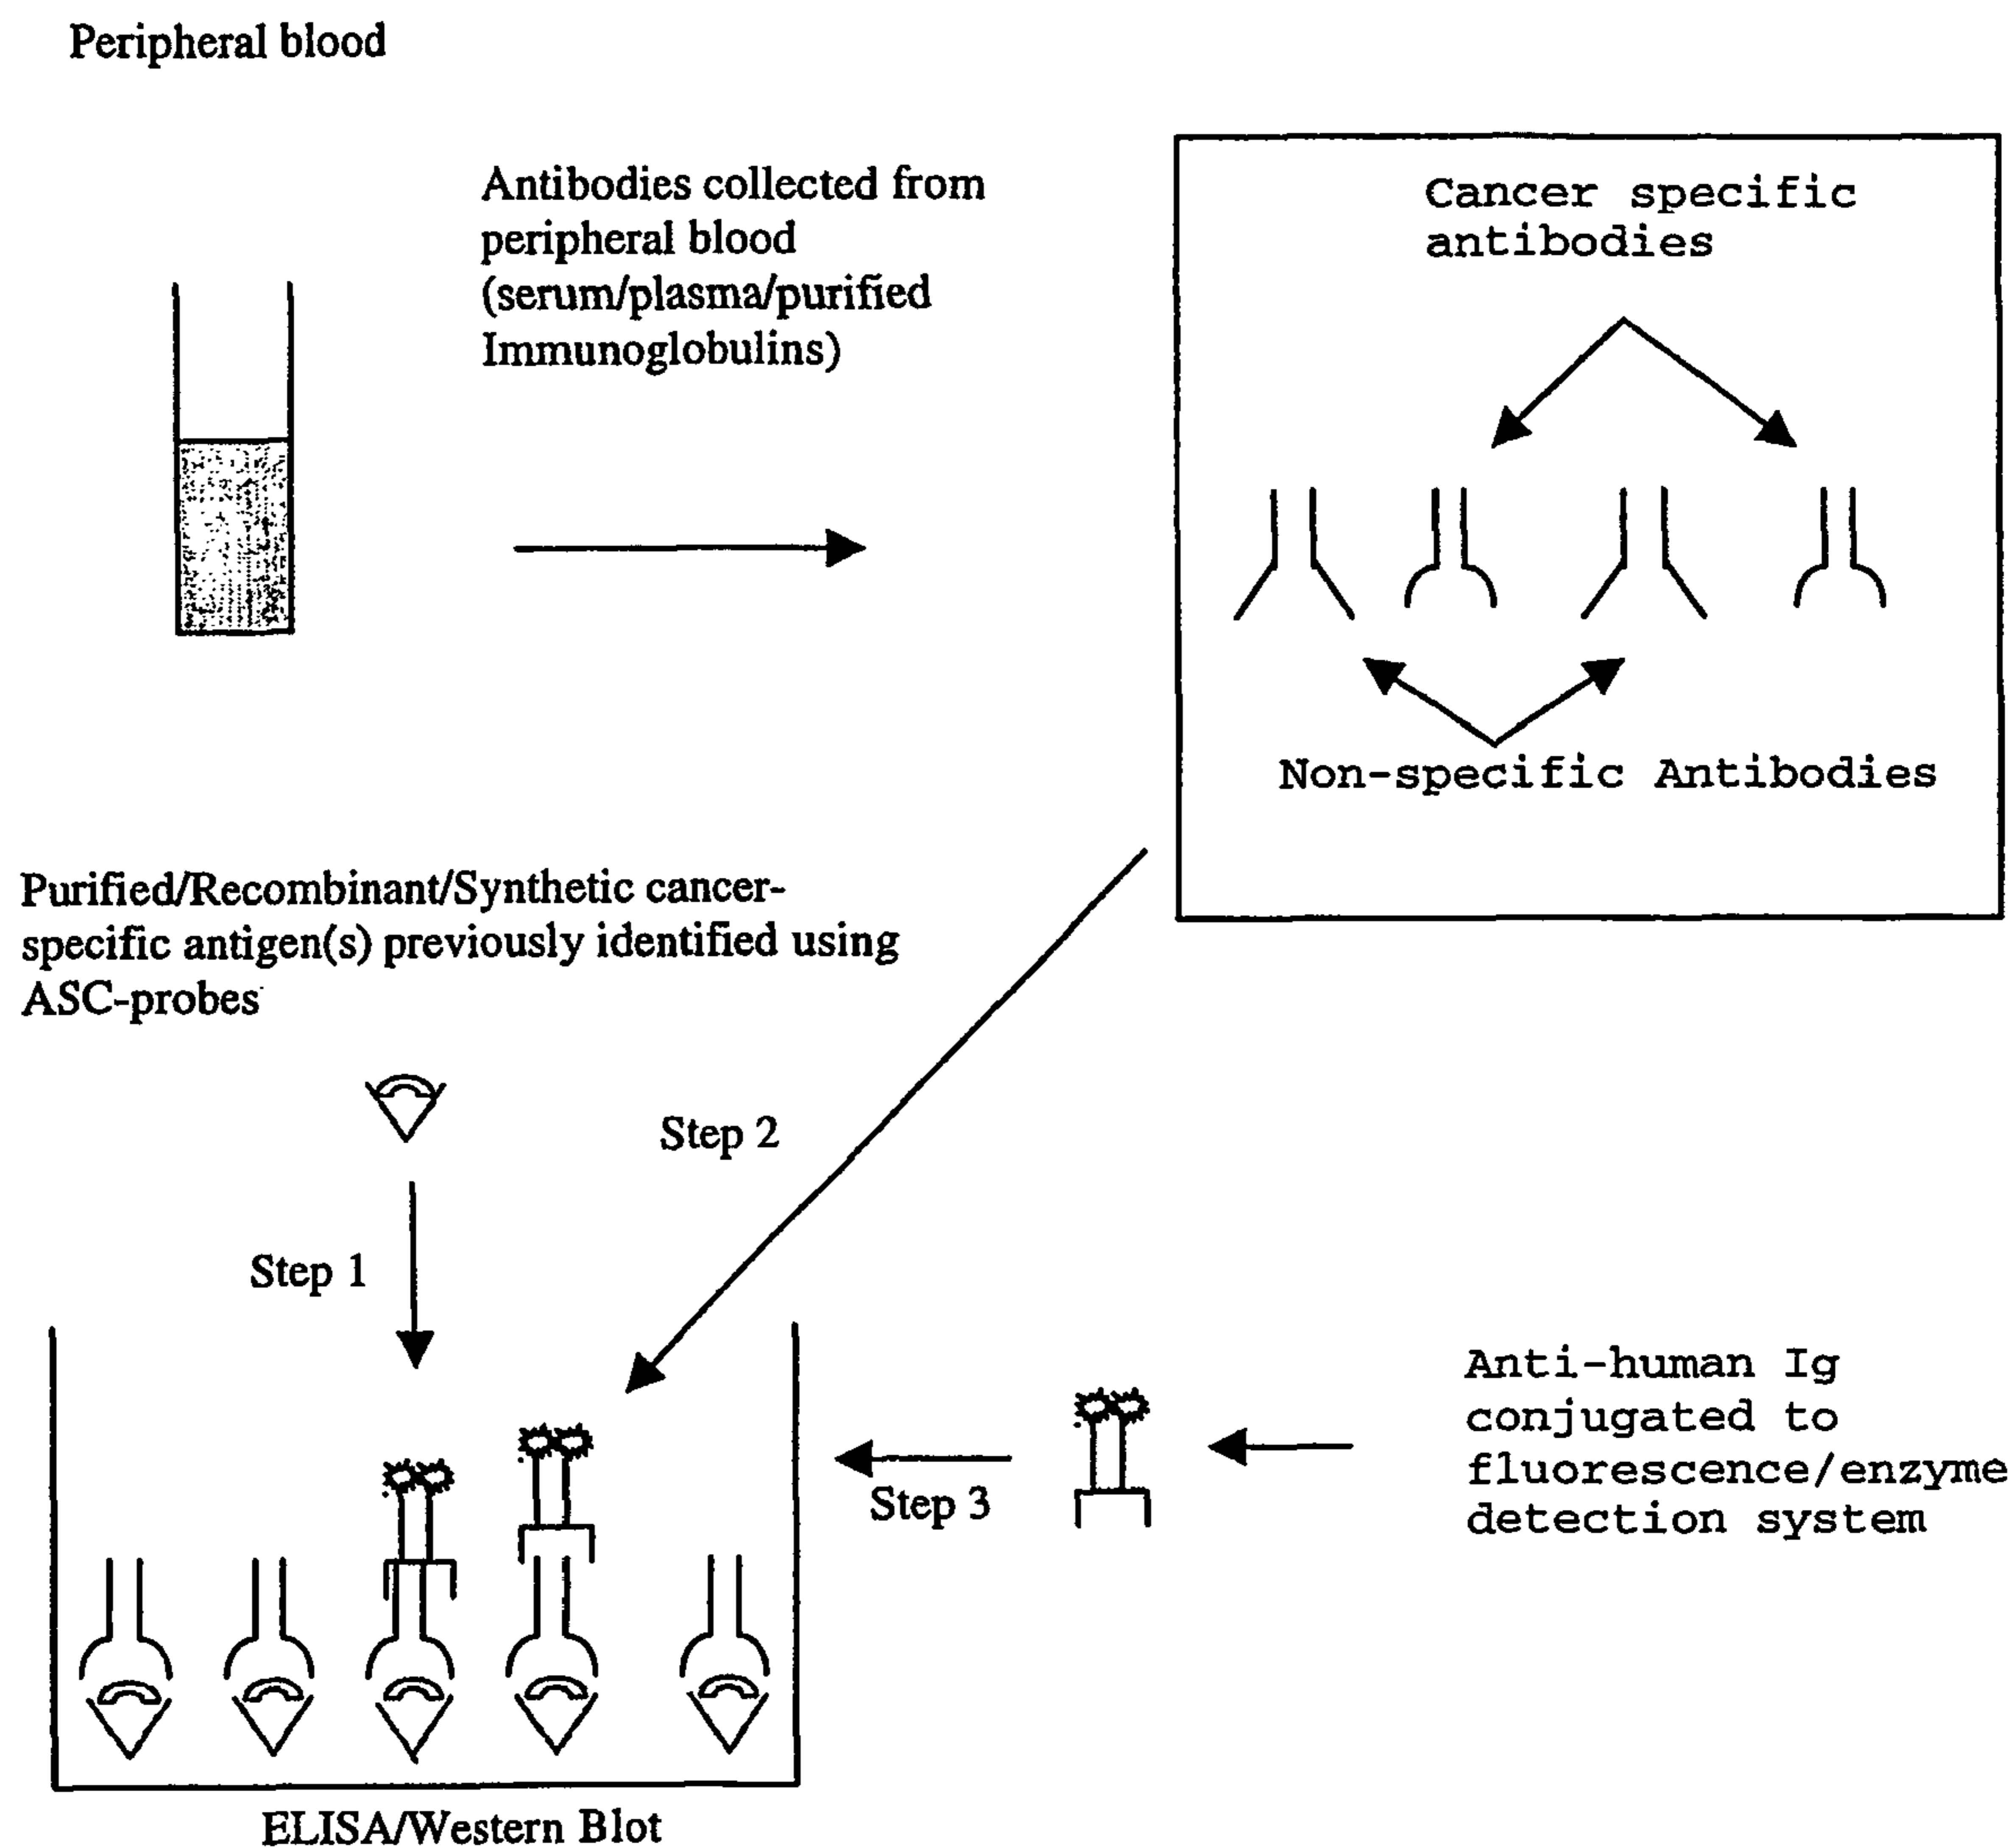 Peripheral blood
Antibodies collected from
peripheral blood
(serum/plasma/purified
Immunoglobulins)
Cancer specific
antibodies
Non-specific Antibodies
Purified/Recombinant/Synthetic cancer-
specific antigen(s) previously identified using
ASC-probes
Step 2
Step 1
Step 3
Anti-human Ig
conjugated to
fluorescence/enzyme
detection system
ELISA/Western Blot